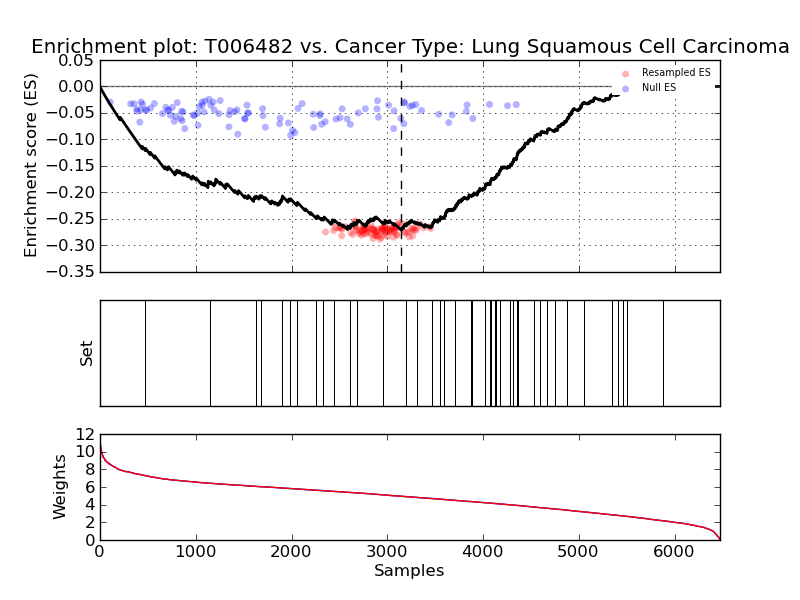 Enrichment plot: T006482 vs. Cancer Type: Lung Squamous Cell Carcinoma
Enrichment score (ES)
0.05
0.00
−0.05
−0.10
−0.15
−0.20
−0.25
−0.30
−0.35
Resampled ES
Null ES
Set
Weights
12
10
8
6
4
2
0
0 1000 2000 3000 4000 5000 6000
Samples